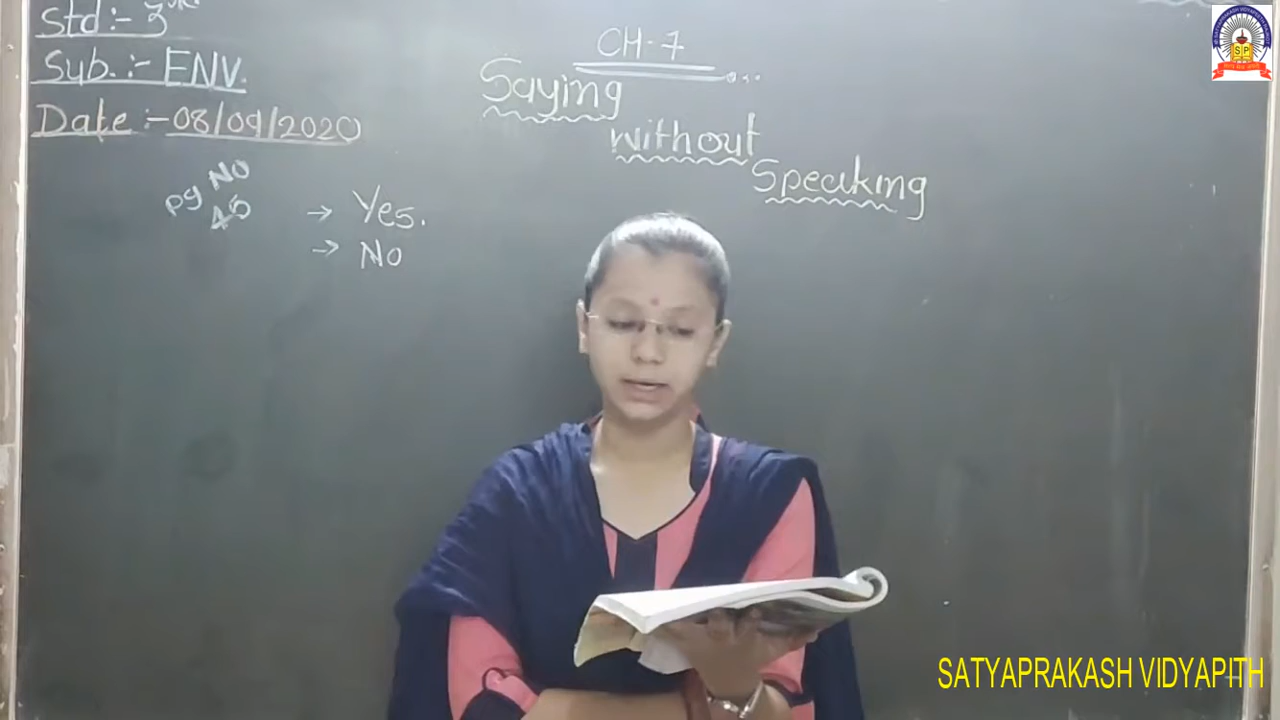 Std:- 3
Sub.:- ENV.
Date:-08/09/2020
CH-7
Saying
without
Speaking
pg No
45
→ Yes.
→ No
SP
SATYAPRAKASH VIDYAPITH